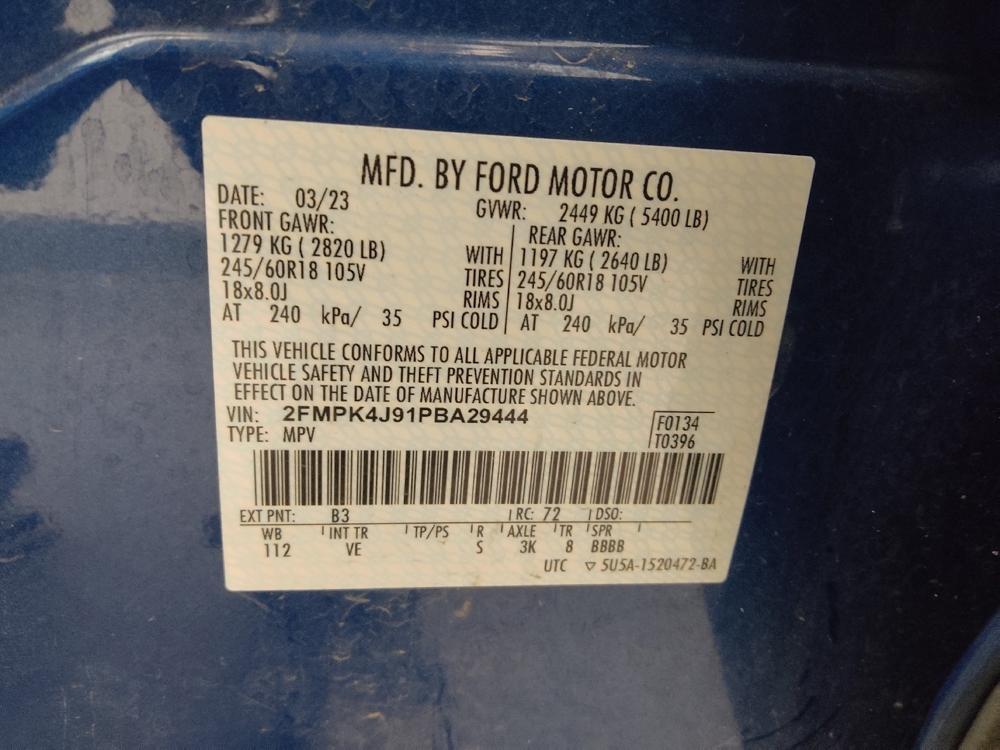 MFD. BY FORD MOTOR CO.
DATE: 03/23 GVWR: 2449 KG ( 5400 LB)
FRONT GAWR: REAR GAWR:
1279 KG ( 2820 LB) WITH 1197 KG ( 2640 LB) WITH
245/60R18 105V TIRES 245/60R18 105V TIRES
18x8.0J RIMS 18x8.0J RIMS
AT 240 kPa/ 35 PSI COLD AT 240 kPa/ 35 PSI COLD
THIS VEHICLE CONFORMS TO ALL APPLICABLE FEDERAL MOTOR
VEHICLE SAFETY AND THEFT PREVENTION STANDARDS IN
EFFECT ON THE DATE OF MANUFACTURE SHOWN ABOVE.
VIN: 2FMPK4J91PBA29444 F0134
TYPE: MPV T0396
EXT PNT: B3 RC: 72 DSO:
WB INT TR TP/PS R AXLE TR SPR
112 VE S 3K 8 BBBB
UTC ▽ 5U5A-1520472-BA